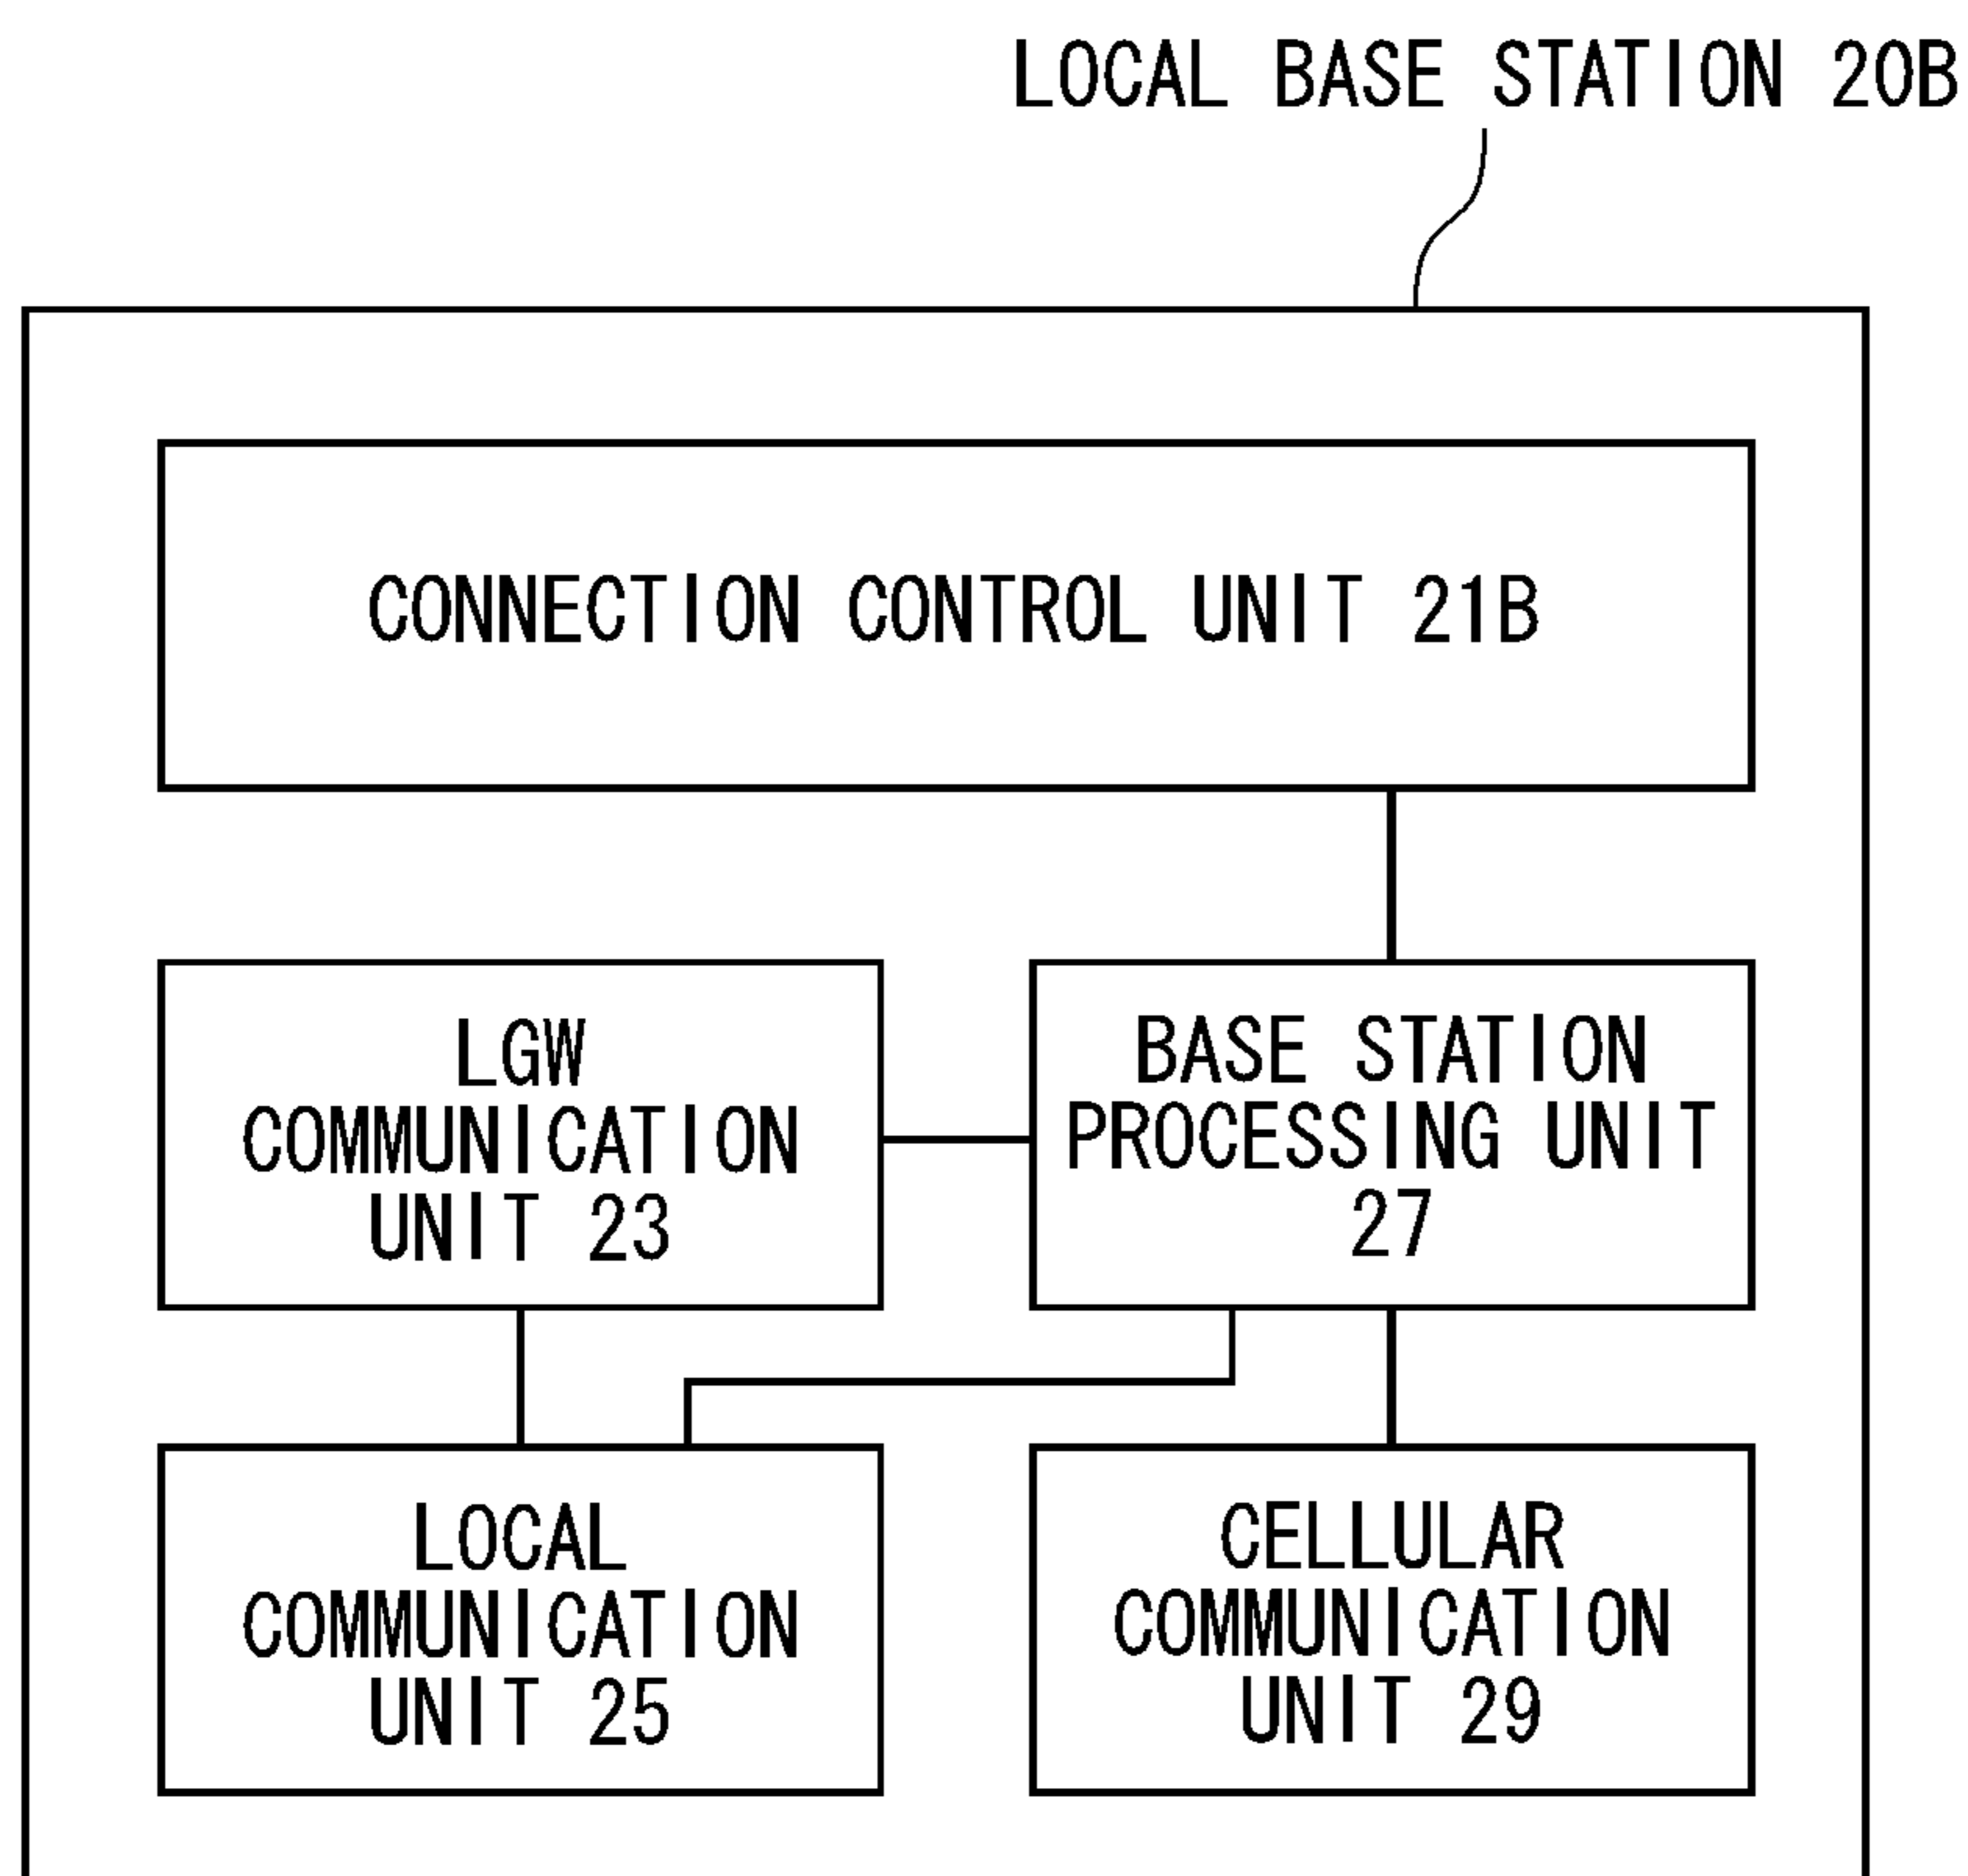 LOCAL BASE STATION 20B
CONNECTION CONTROL UNIT 21B
LGW
COMMUNICATION
UNIT 23
BASE STATION
PROCESSING UNIT
27
LOCAL
COMMUNICATION
UNIT 25
CELLULAR
COMMUNICATION
UNIT 29